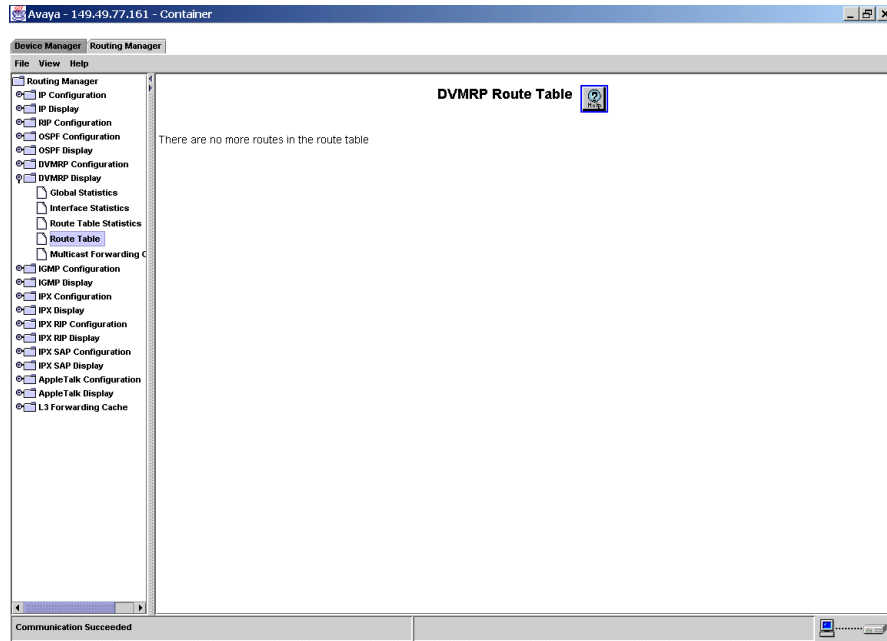 Avaya - 149.49.77.161 - Container
Device Manager Routing Manager
File View Help
Routing Manager
IP Configuration
IP Display
RIP Configuration
OSPF Configuration
OSPF Display
DVMRP Configuration
DVMRP Display
Global Statistics
Interface Statistics
Route Table Statistics
Route Table
Multicast Forwarding C
IGMP Configuration
IGMP Display
IPX Configuration
IPX Display
IPX RIP Configuration
IPX RIP Display
IPX SAP Configuration
IPX SAP Display
AppleTalk Configuration
AppleTalk Display
L3 Forwarding Cache
DVMRP Route Table
Help
There are no more routes in the route table
Communication Succeeded